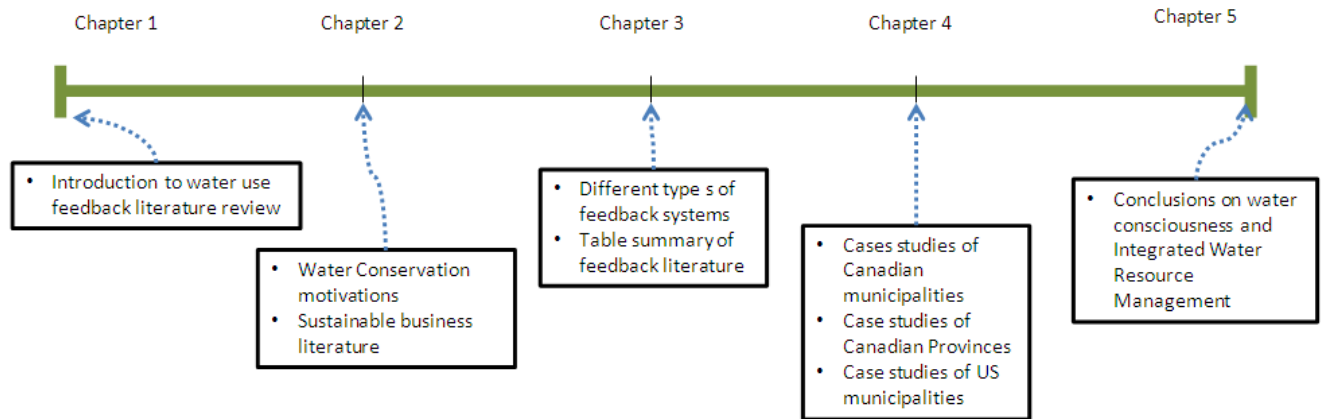 Chapter 1
Chapter 2
Chapter 3
Chapter 4
Chapter 5
• Introduction to water use
feedback literature review
• Water Conservation
motivations
• Sustainable business
literature
• Different type s of
feedback systems
• Table summary of
feedback literature
• Cases studies of
Canadian
municipalities
• Case studies of
Canadian Provinces
• Case studies of US
municipalities
• Conclusions on water
consciousness and
Integrated Water
Resource
Management